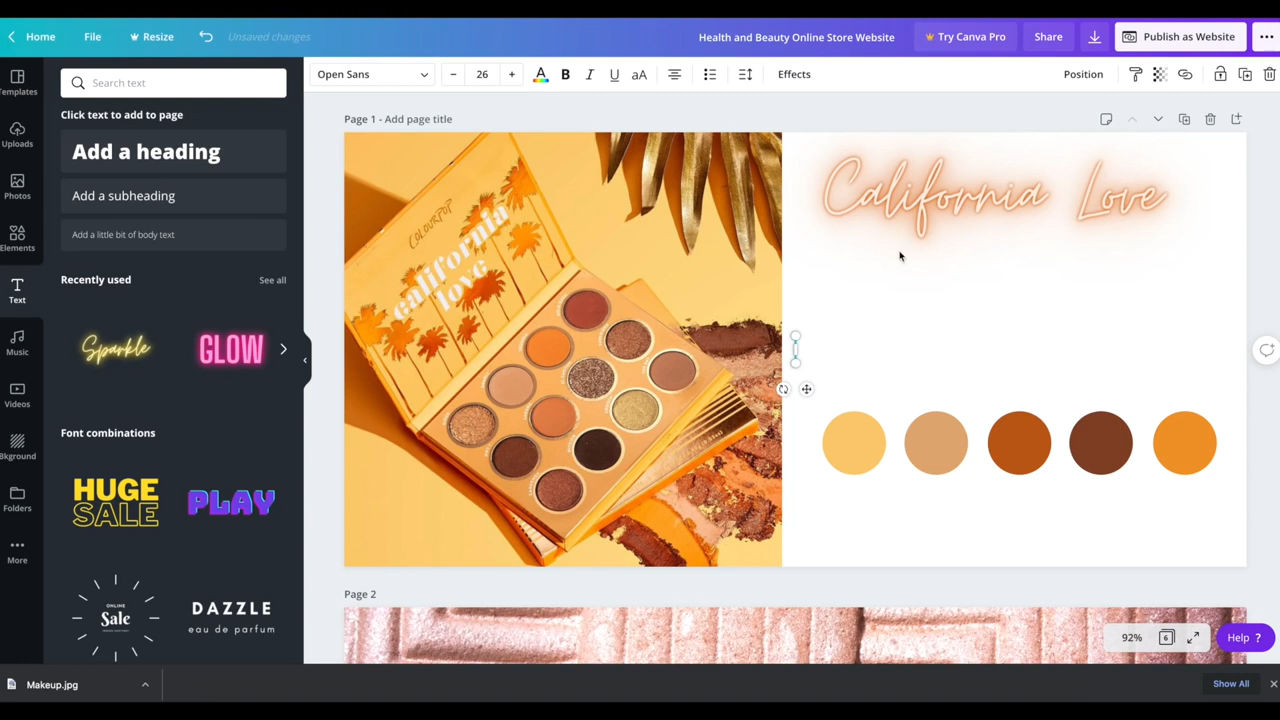 Home
File
Resize
Unsaved changes
Health and Beauty Online Store Website
Try Canva Pro
Share
Publish as Website
Templates
Uploads
Photos
Elements
Text
Music
Videos
Bkground
Folders
More
Search text
Click text to add to page
Add a heading
Add a subheading
Add a little bit of body text
Recently used
See all
Sparkle
GLOW
Font combinations
HUGE
SALE
PLAY
ONLINE
Sale
DAZZLE
eau de parfum
Open Sans
26
A
B
I
U
aA
Effects
Position
Page 1 - Add page title
COLOURPOP
california
love
California Love
Page 2
92%
6
Help ?
Makeup.jpg
Show All